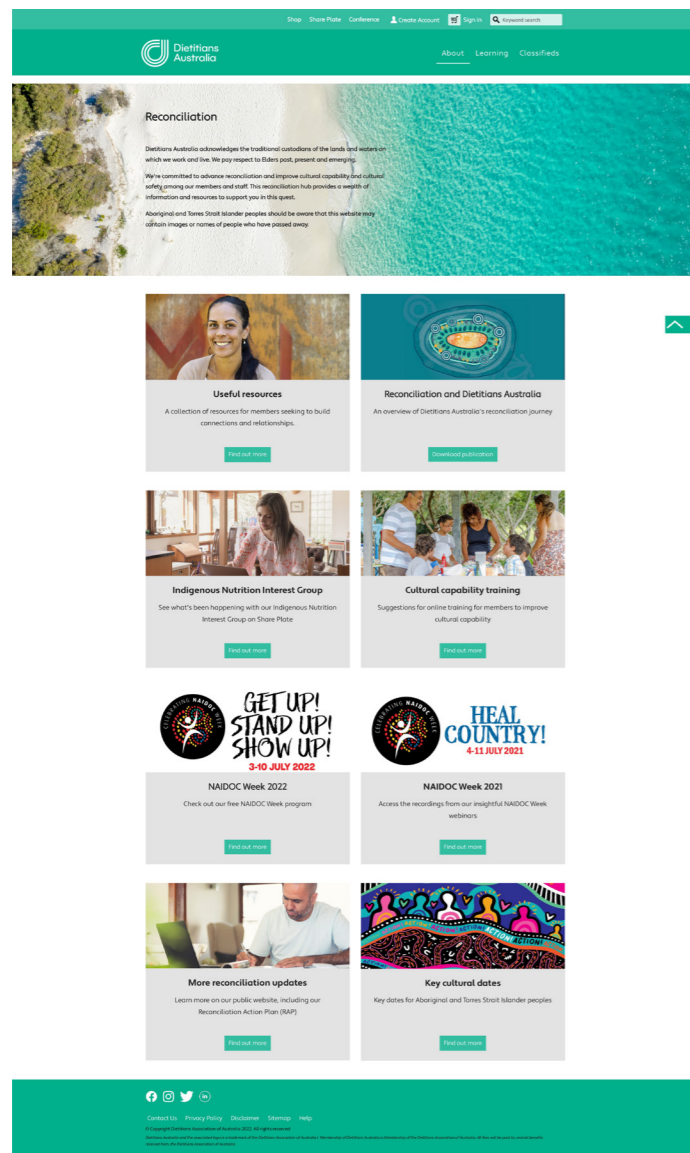 Shop Share Plate Conference Create Account Sign in Keyword search
Dietitians
Australia
About Learning Classifieds
Reconciliation
Dietitians Australia acknowledges the traditional custodians of the lands and waters on
which we work and live. We pay respect to Elders past, present and emerging.
We're committed to advance reconciliation and improve cultural capability and cultural
safety among our members and staff. This reconciliation hub provides a wealth of
information and resources to support you in this quest.
Aboriginal and Torres Strait Islander peoples should be aware that this website may
contain images or names of people who have passed away.
Useful resources
A collection of resources for members seeking to build
connections and relationships.
Find out more
Reconciliation and Dietitians Australia
An overview of Dietitians Australia's reconciliation journey
Download publication
Indigenous Nutrition Interest Group
See what's been happening with our Indigenous Nutrition
Interest Group on Share Plate
Find out more
Cultural capability training
Suggestions for online training for members to improve
cultural capability
Find out more
CELEBRATING NAIDOC WEEK
GET UP!
STAND UP!
SHOW UP!
3-10 JULY 2022
NAIDOC Week 2022
Check out our free NAIDOC Week program
Find out more
CELEBRATING NAIDOC WEEK
HEAL
COUNTRY!
4-11 JULY 2021
NAIDOC Week 2021
Access the recordings from our insightful NAIDOC Week
webinars
Find out more
More reconciliation updates
Learn more on our public website, including our
Reconciliation Action Plan (RAP)
Find out more
ACTION! ACTION! ACTION!
Key cultural dates
Key dates for Aboriginal and Torres Strait Islander peoples
Find out more
Contact Us Privacy Policy Disclaimer Sitemap Help
© Copyright Dietitians Association of Australia 2022. All rights reserved